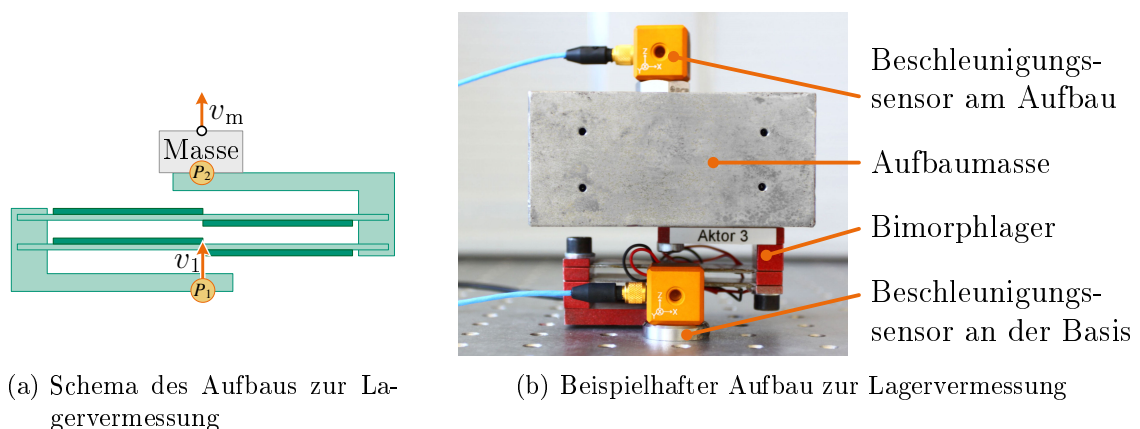 v_m
Masse
P_2
v_1
P_1
(a) Schema des Aufbaus zur La-
gervermessung
Aktor 3
Beschleunigungs-
sensor am Aufbau
Aufbaumasse
Bimorphlager
Beschleunigungs-
sensor an der Basis
(b) Beispielhafter Aufbau zur Lagervermessung